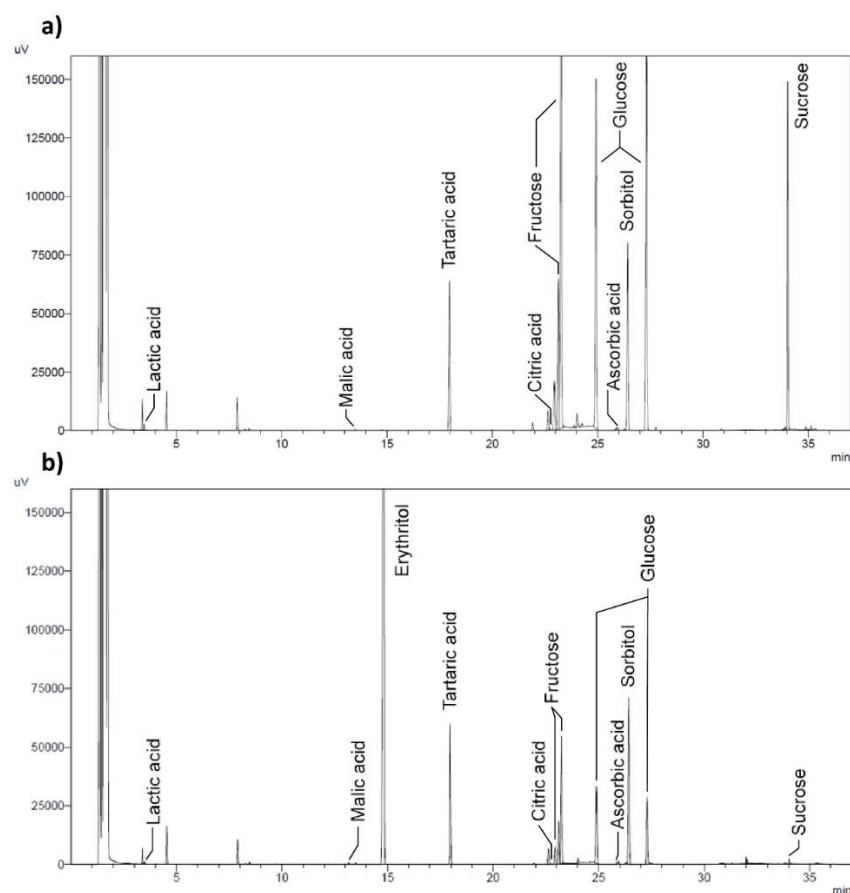 a)
uV
150000
125000
100000
75000
50000
25000
0
Lactic acid
Malic acid
Tartaric acid
Citric acid
Fructose
Ascorbic acid
Sorbitol
Glucose
Sucrose
5
10
15
20
25
30
35
min
b)
uV
150000
125000
100000
75000
50000
25000
0
Lactic acid
Malic acid
Erythritol
Tartaric acid
Citric acid
Fructose
Ascorbic acid
Sorbitol
Glucose
Sucrose
5
10
15
20
25
30
35
min